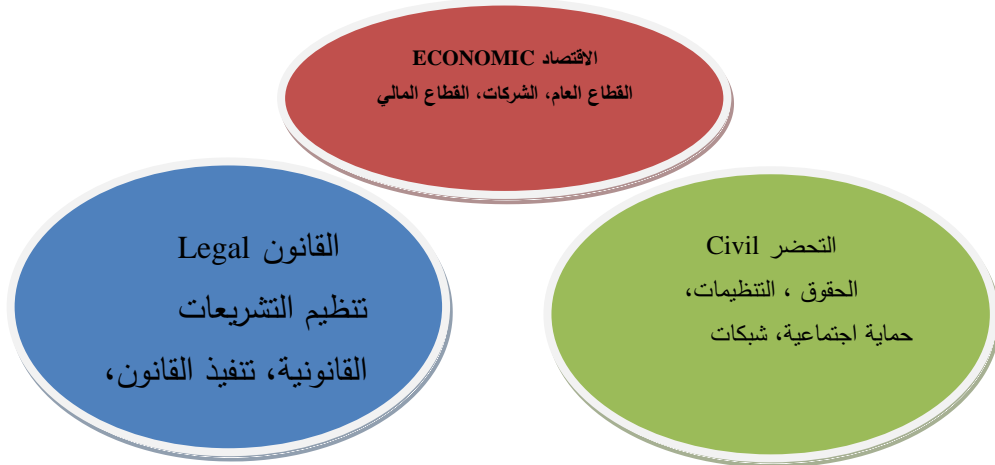 الاقتصاد ECONOMIC
القطاع العام، الشركات، القطاع المالي
القانون Legal
تنظيم التشريعات
القانونية، تنفيذ القانون،
التحضر Civil
الحقوق ، التنظيمات،
حماية اجتماعية، شبكات